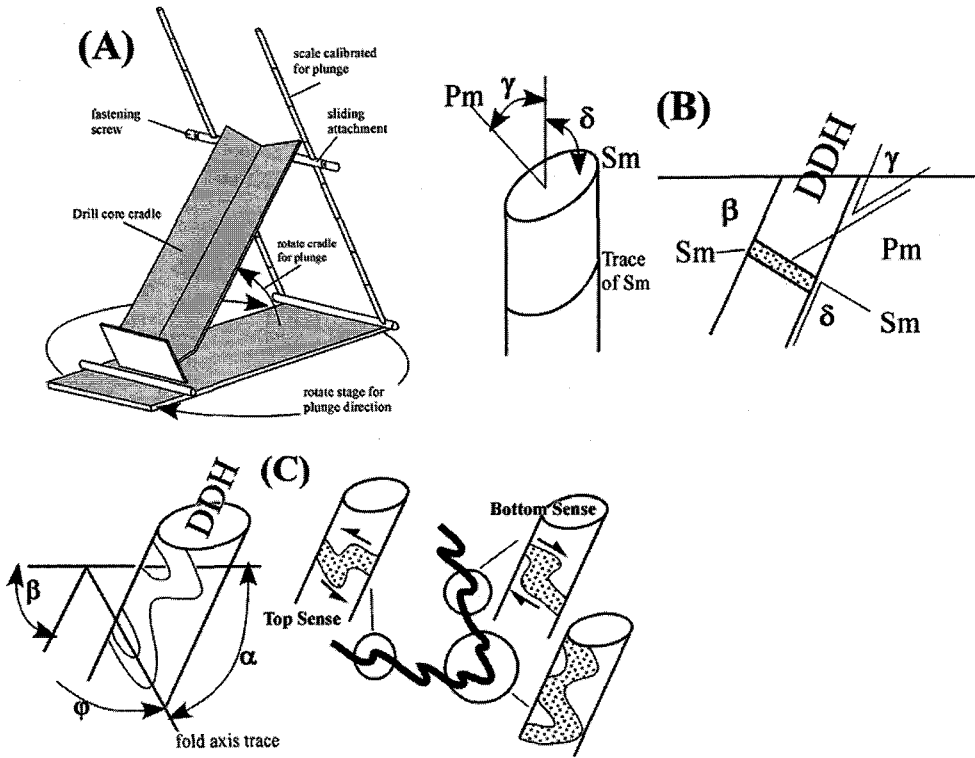 (A)
scale calibrated
for plunge
fastening
screw
sliding
attachment
Drill core cradle
rotate cradle
for plunge
rotate stage for
plunge direction
Pm
γ
δ
Sm
Trace
of Sm
(B)
DDH
γ
β
Sm
Pm
δ
Sm
(C)
DDH
β
α
φ
fold axis trace
Top Sense
Bottom Sense